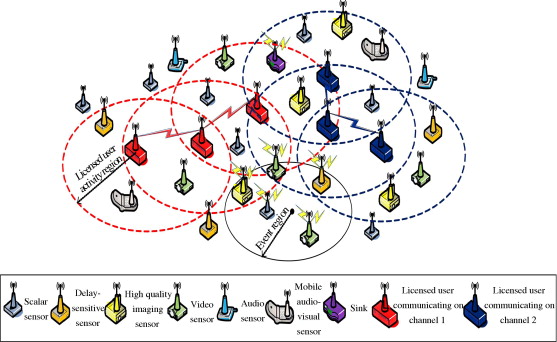 Licensed user
activity region
Event region
Scalar
sensor
Delay-
sensitive
sensor
High quality
imaging
sensor
Video
sensor
Audio
sensor
Mobile
audio-
visual
sensor
Sink
Licensed user
communicating on
channel 1
Licensed user
communicating on
channel 2